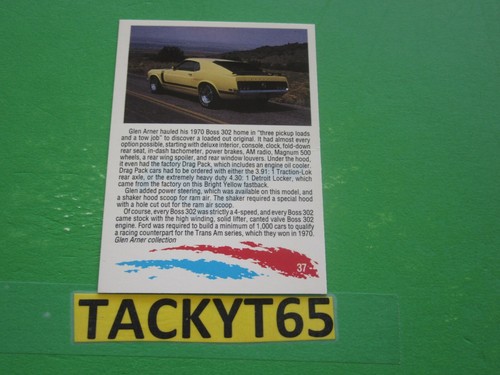 Glen Arner hauled his 1970 Boss 302 home in "three pickup loads
and a tow job" to discover a loaded out original. It had almost every
option possible, starting with deluxe interior, console, clock, fold-down
rear seat, in-dash tachometer, power brakes, AM radio, Magnum 500
wheels, a rear wing spoiler, and rear window louvers. Under the hood,
it even had the factory Drag Pack, which includes an engine oil cooler.
Drag Pack cars had to be ordered with either the 3.91: 1 Traction-Lok
rear axle, or the extremely heavy duty 4.30: 1 Detroit Locker, which
came from the factory on this Bright Yellow fastback.
Glen added power steering, which was available on this model, and
a shaker hood scoop for ram air. The shaker required a special hood
with a hole cut out for the ram air scoop.
Of course, every Boss 302 was strictly a 4-speed, and every Boss 302
came stock with the high winding, solid lifter, canted valve Boss 302
engine. Ford was required to build a minimum of 1,000 cars to qualify
a racing counterpart for the Trans Am series, which they won in 1970.
Glen Arner collection
37
TACKYT65